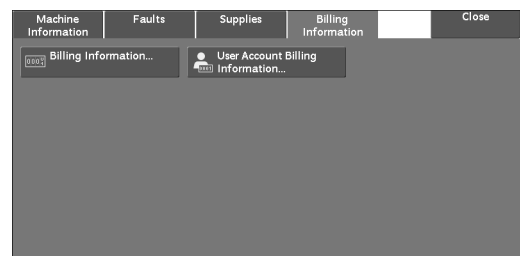 Machine Information
Faults
Supplies
Billing Information
Close
Billing Information...
User Account Billing
Information...